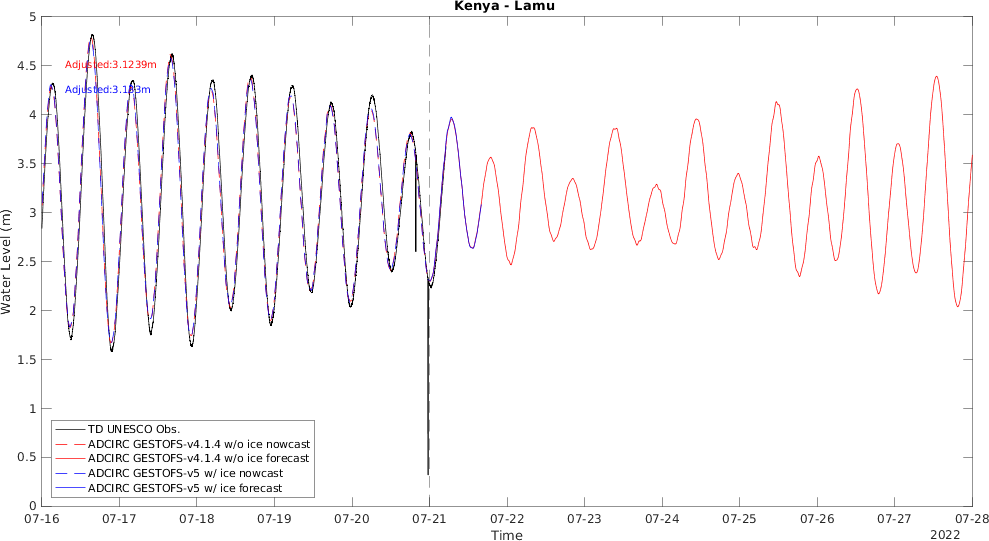 Kenya - Lamu
5
4.5
4
3.5
3
2.5
2
1.5
1
0.5
0
Water Level (m)
Adjusted:3.1239m
Adjusted:3.133m
TD UNESCO Obs.
ADCIRC GESTOFS-v4.1.4 w/o ice nowcast
ADCIRC GESTOFS-v4.1.4 w/o ice forecast
ADCIRC GESTOFS-v5 w/ ice nowcast
ADCIRC GESTOFS-v5 w/ ice forecast
07-16 07-17 07-18 07-19 07-20 07-21 07-22 07-23 07-24 07-25 07-26 07-27 07-28
Time
2022